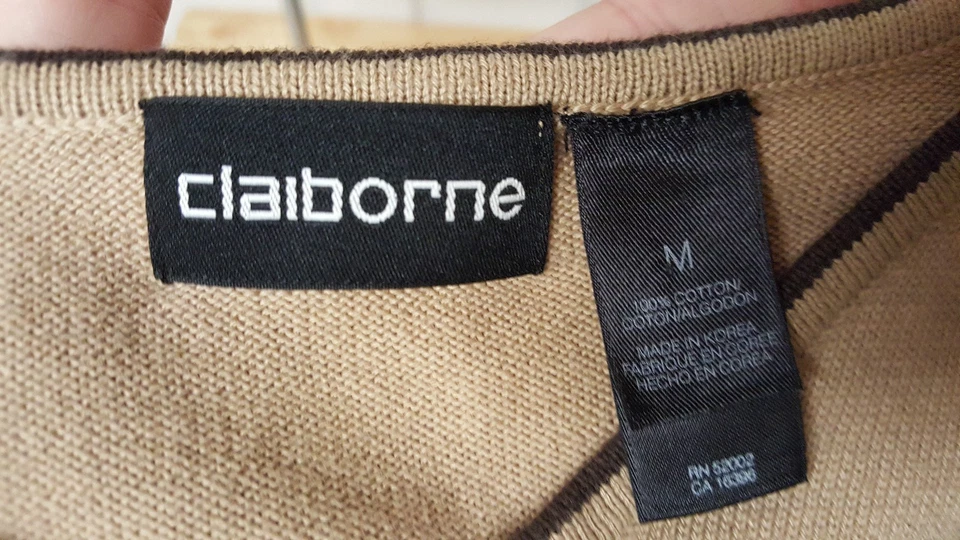 claiborne
M
100% COTTON/
COTON/ALGODON
MADE IN KOREA
FABRIQUE EN COREE
HECHO EN COREA
RN 52002
CA 16396